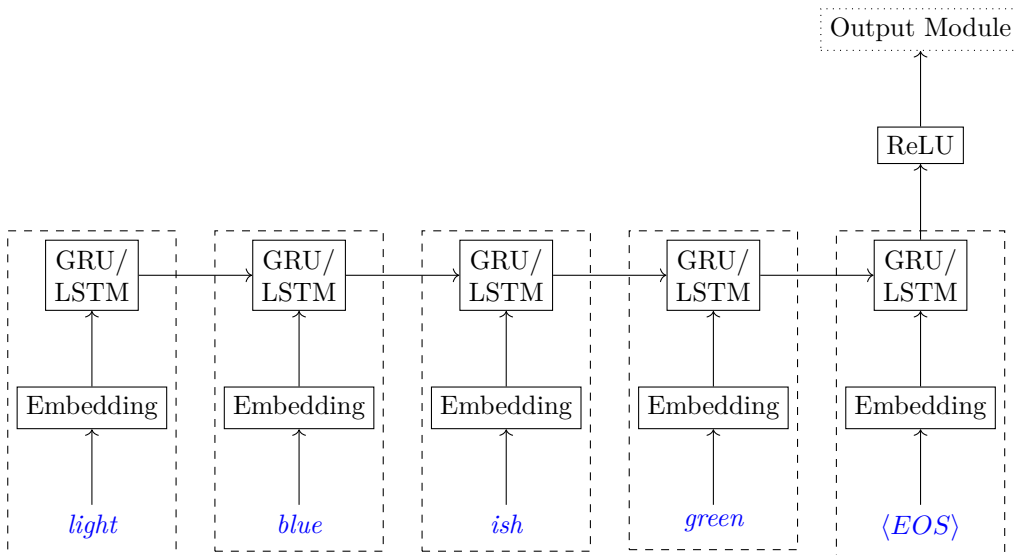 Output Module
ReLU
GRU/
LSTM
GRU/
LSTM
GRU/
LSTM
GRU/
LSTM
GRU/
LSTM
Embedding
Embedding
Embedding
Embedding
Embedding
light
blue
ish
green
⟨EOS⟩